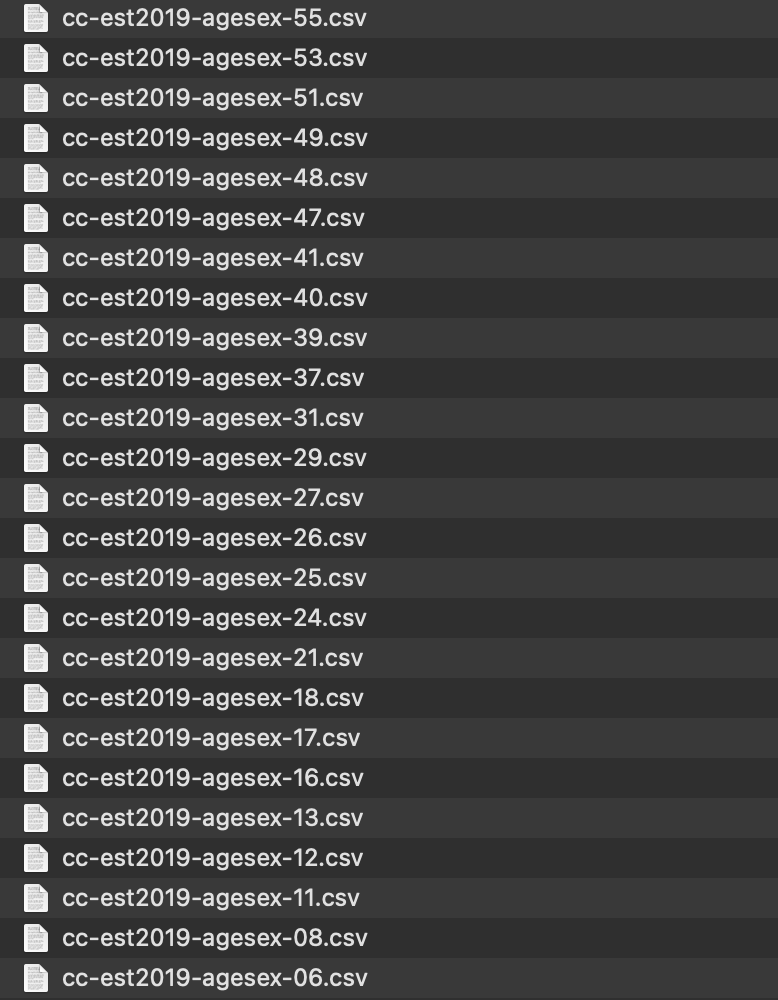 cc-est2019-agesex-55.csv
cc-est2019-agesex-53.csv
cc-est2019-agesex-51.csv
cc-est2019-agesex-49.csv
cc-est2019-agesex-48.csv
cc-est2019-agesex-47.csv
cc-est2019-agesex-41.csv
cc-est2019-agesex-40.csv
cc-est2019-agesex-39.csv
cc-est2019-agesex-37.csv
cc-est2019-agesex-31.csv
cc-est2019-agesex-29.csv
cc-est2019-agesex-27.csv
cc-est2019-agesex-26.csv
cc-est2019-agesex-25.csv
cc-est2019-agesex-24.csv
cc-est2019-agesex-21.csv
cc-est2019-agesex-18.csv
cc-est2019-agesex-17.csv
cc-est2019-agesex-16.csv
cc-est2019-agesex-13.csv
cc-est2019-agesex-12.csv
cc-est2019-agesex-11.csv
cc-est2019-agesex-08.csv
cc-est2019-agesex-06.csv